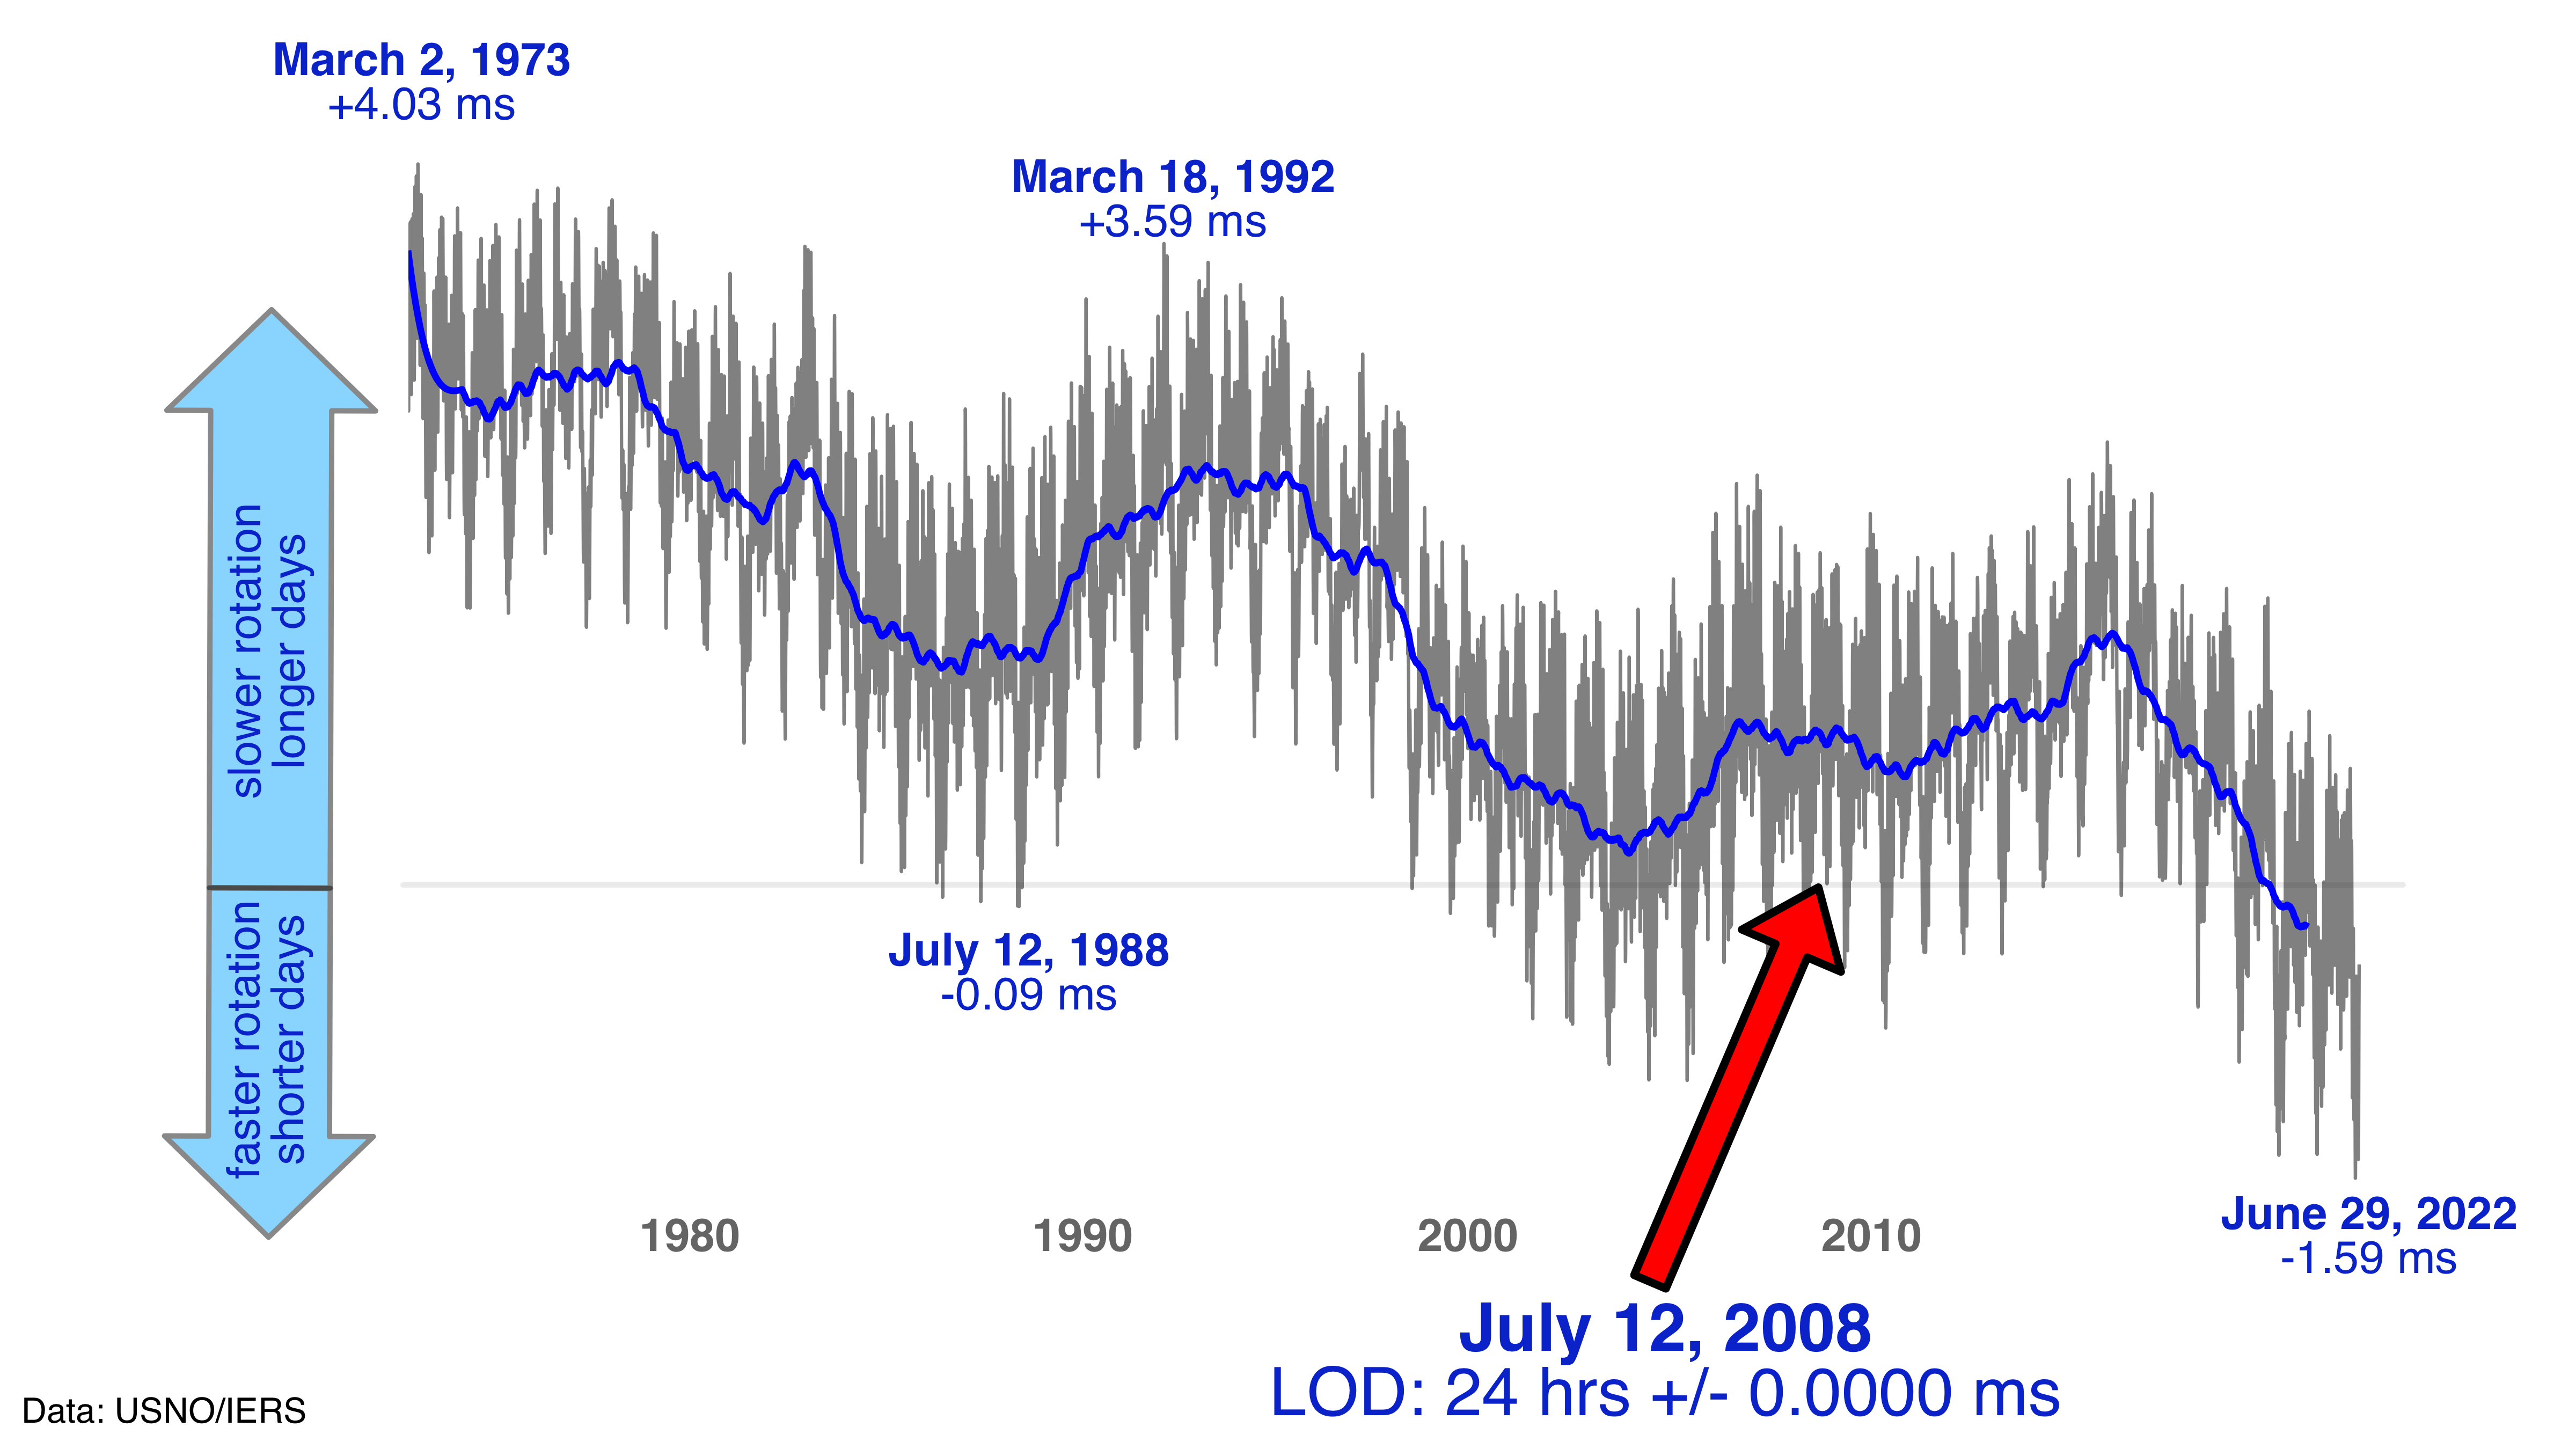 March 2, 1973
+4.03 ms
March 18, 1992
+3.59 ms
slower rotation
longer days
faster rotation
shorter days
July 12, 1988
-0.09 ms
1980
1990
2000
2010
June 29, 2022
-1.59 ms
July 12, 2008
LOD: 24 hrs +/- 0.0000 ms
Data: USNO/IERS